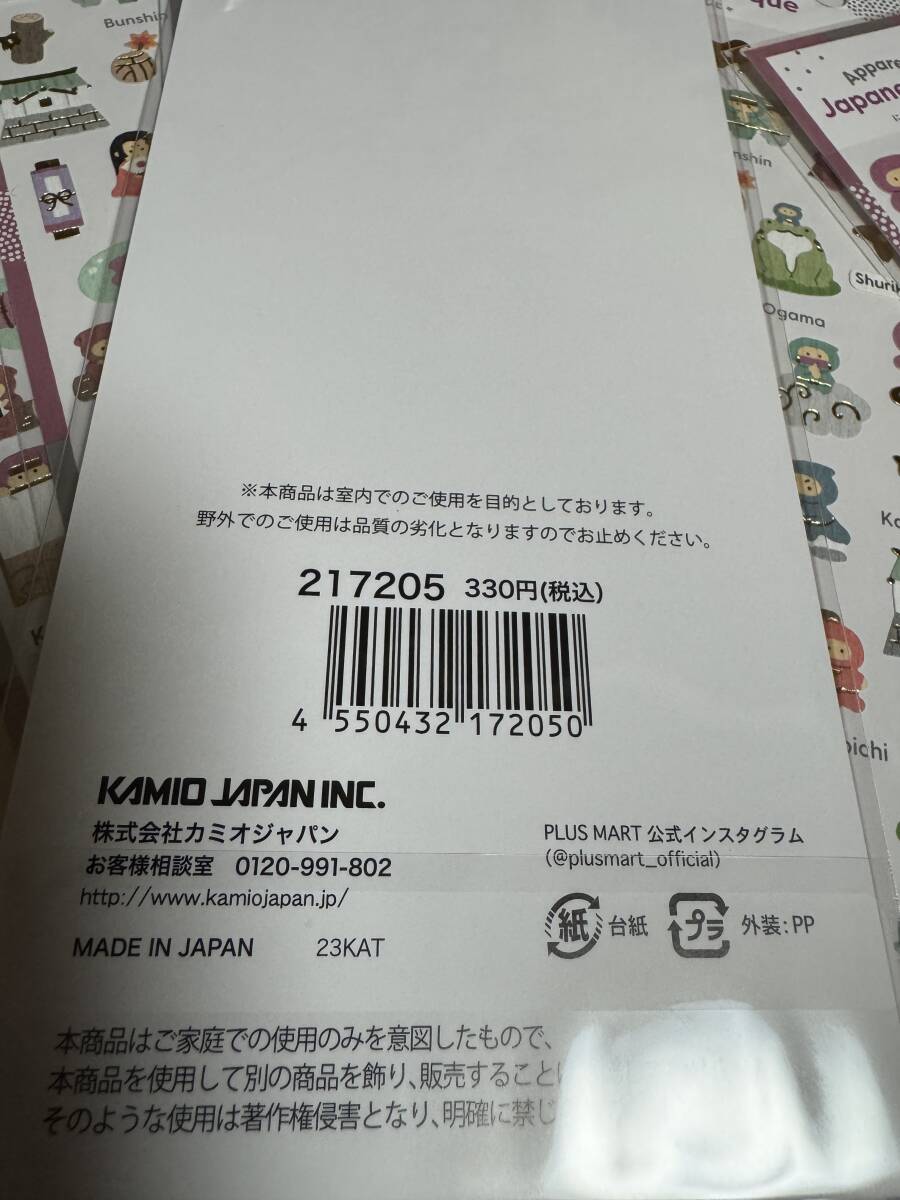 Bunshin
que
Japane
nshin
Shurik
Ogama
※本商品は室内でのご使用を目的としております。
野外でのご使用は品質の劣化となりますのでお止めください。
217205 330円(税込)
4 550432 172050
KAMIO JAPAN INC.
株式会社カミオジャパン
お客様相談室 0120-991-802
http://www.kamiojapan.jp/
PLUS MART 公式インスタグラム
(@plusmart_official)
紙 台紙 プラ 外装:PP
MADE IN JAPAN 23KAT
本商品はご家庭での使用のみを意図したもので、
本商品を使用して別の商品を飾り、販売すること
そのような使用は著作権侵害となり、明確に禁じ